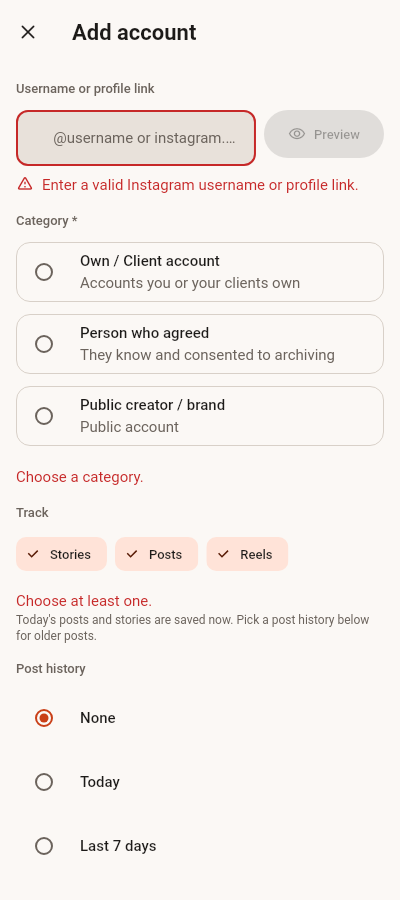 Add account
Username or profile link
@username or instagram....
Preview
Enter a valid Instagram username or profile link.
Category *
Own / Client account
Accounts you or your clients own
Person who agreed
They know and consented to archiving
Public creator / brand
Public account
Choose a category.
Track
Stories
Posts
Reels
Choose at least one.
Today's posts and stories are saved now. Pick a post history below
for older posts.
Post history
None
Today
Last 7 days